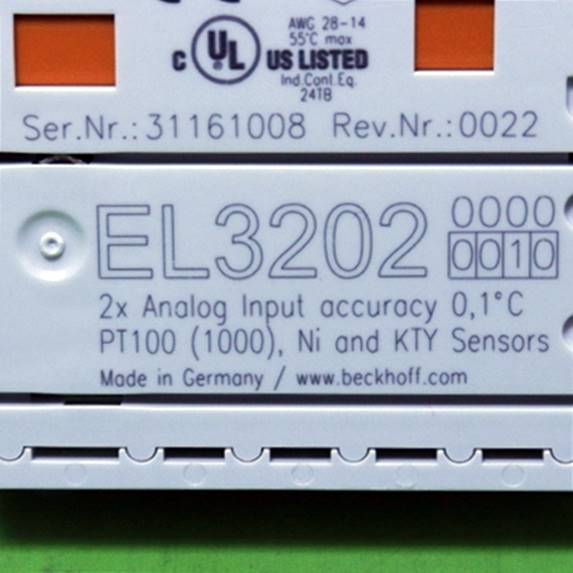 AWG 28-14
55°C max
C UL US LISTED
Ind.Cont.Eq.
24TB
Ser.Nr.:31161008 Rev.Nr.:0022
EL3202 0000
0010
2x Analog Input accuracy 0,1°C
PT100 (1000), Ni and KTY Sensors
Made in Germany / www.beckhoff.com